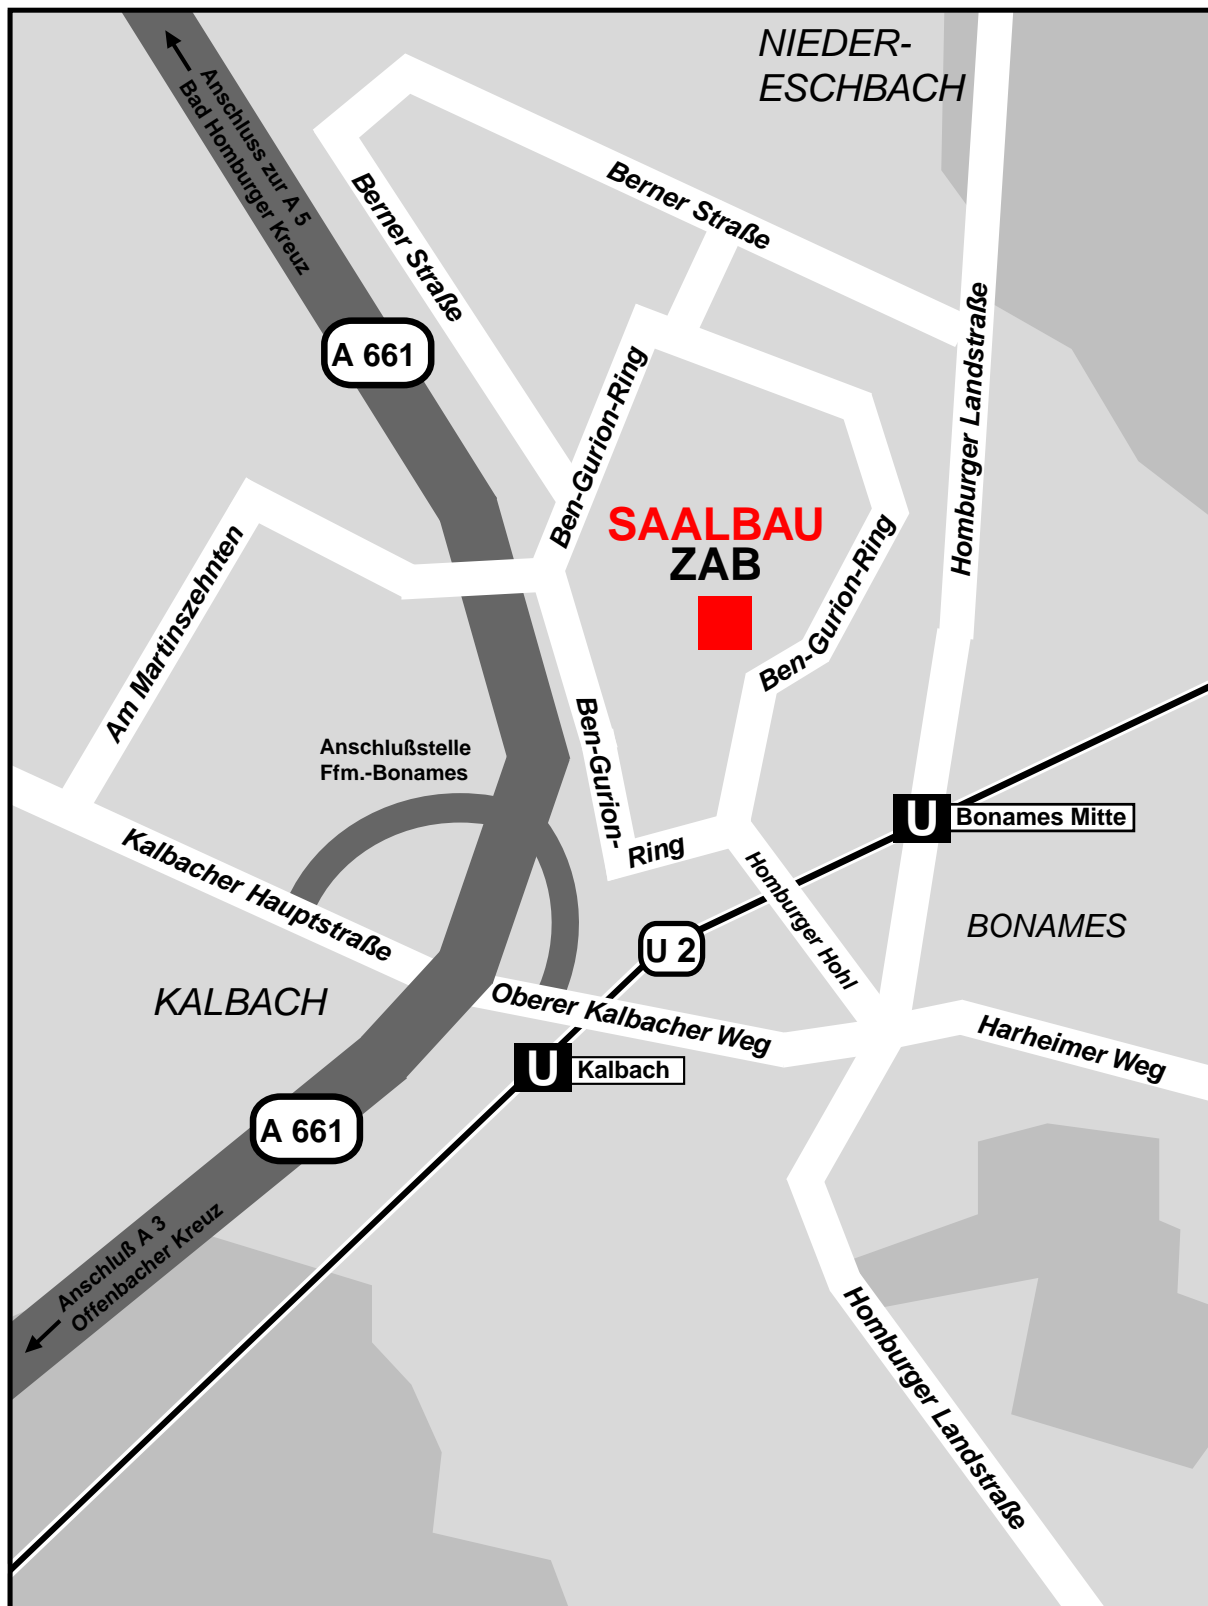 NIEDER-
ESCHBACH
Anschluss zur A 5
Bad Homburger Kreuz
Berner Straße
Berner Straße
A 661
Homburger Landstraße
Ben-Gurion-Ring
SAALBAU
ZAB
Ben-Gurion-Ring
Am Martinszehnten
Ben-Gurion-
Ring
Anschlußstelle
Ffm.-Bonames
U Bonames Mitte
Kalbacher Hauptstraße
Homburger Hohl
BONAMES
U 2
KALBACH
Oberer Kalbacher Weg
Harheimer Weg
U Kalbach
A 661
Anschluß A 3
Offenbacher Kreuz
Homburger Landstraße